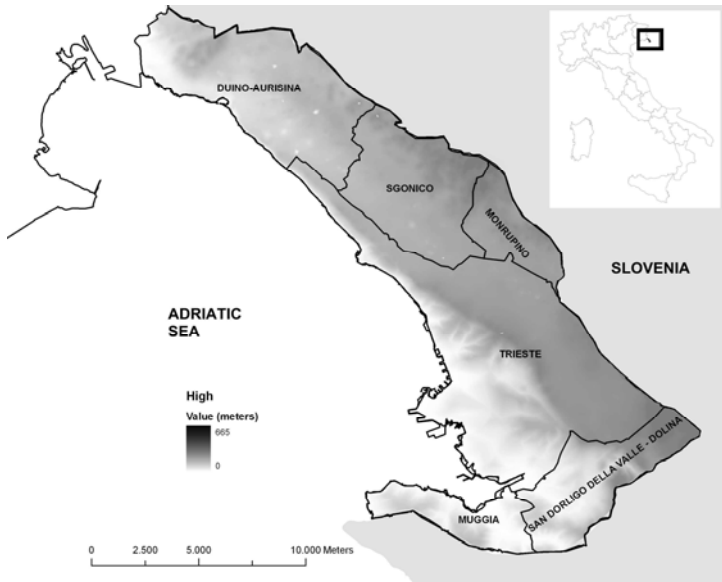 DUINO-AURISINA
SGONICO
MONRUPINO
SLOVENIA
ADRIATIC
SEA
TRIESTE
High
Value (meters)
665
0
SAN DORLIGO DELLA VALLE - DOLINA
MUGGIA
0 2.500 5.000 10.000 Meters